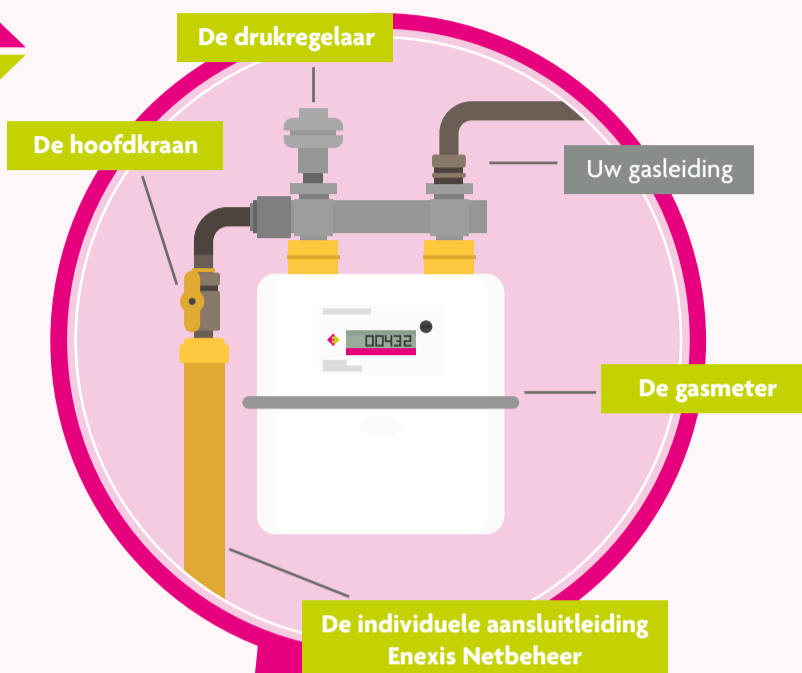 De drukregelaar
De hoofdkraan
Uw gasleiding
00432
De gasmeter
De individuele aansluitleiding
Enexis Netbeheer